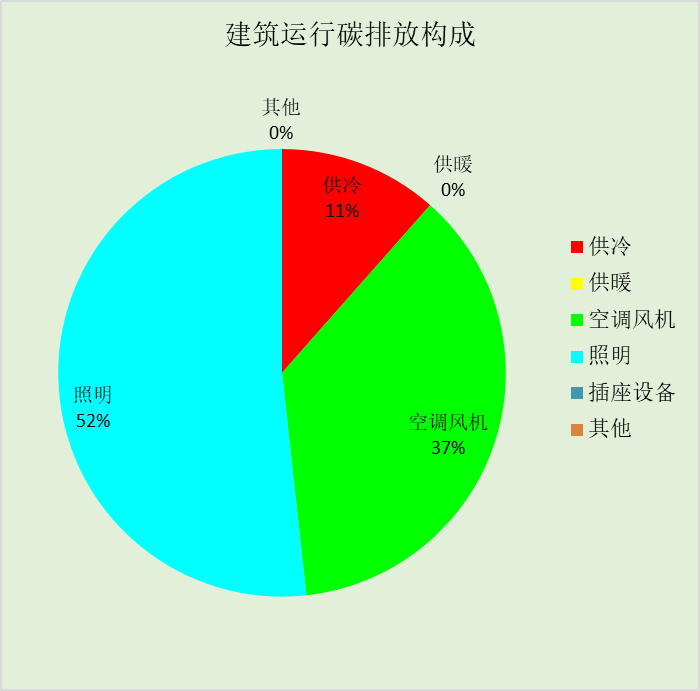 建筑运行碳排放构成
其他
0%
供暖
0%
供冷
11%
照明
52%
空调风机
37%
供冷
供暖
空调风机
照明
插座设备
其他